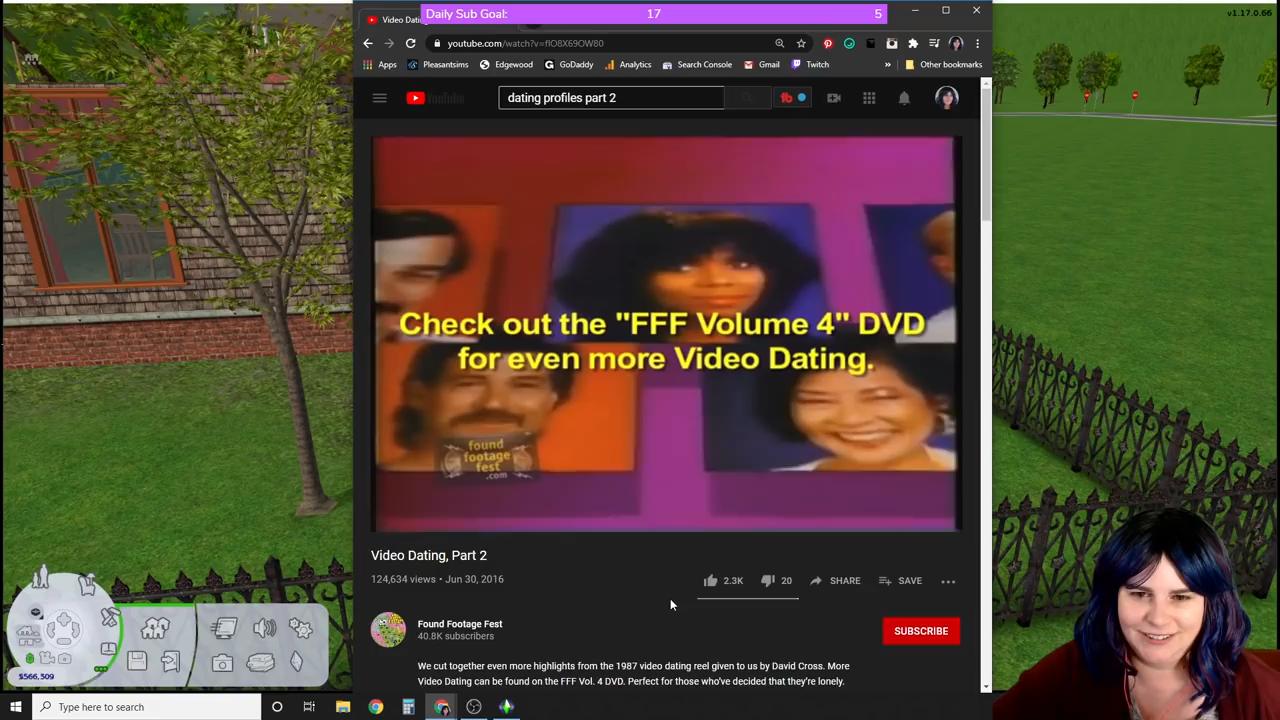 Daily Sub Goal: 17 5
v1.17.0.66
Video Dati
youtube.com/watch?v=fIO8X69OW80
Apps Pleasantsims Edgewood GoDaddy Analytics Search Console Gmail Twitch » Other bookmarks
YouTube
dating profiles part 2
Check out the "FFF Volume 4" DVD
for even more Video Dating.
found
footage
fest
.com
Video Dating, Part 2
124,634 views • Jun 30, 2016
2.3K 20 SHARE SAVE
Found Footage Fest
40.8K subscribers
SUBSCRIBE
We cut together even more highlights from the 1987 video dating reel given to us by David Cross. More
Video Dating can be found on the FFF Vol. 4 DVD. Perfect for those who've decided that they're lonely.
$566,509
Type here to search